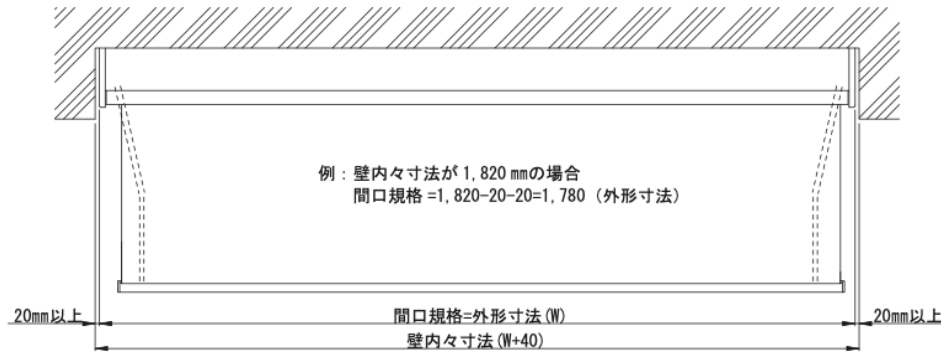 例：壁内々寸法が1,820㎜の場合
間口規格=1,820-20-20=1,780（外形寸法）
20㎜以上
間口規格=外形寸法(W)
20㎜以上
壁内々寸法(W+40)